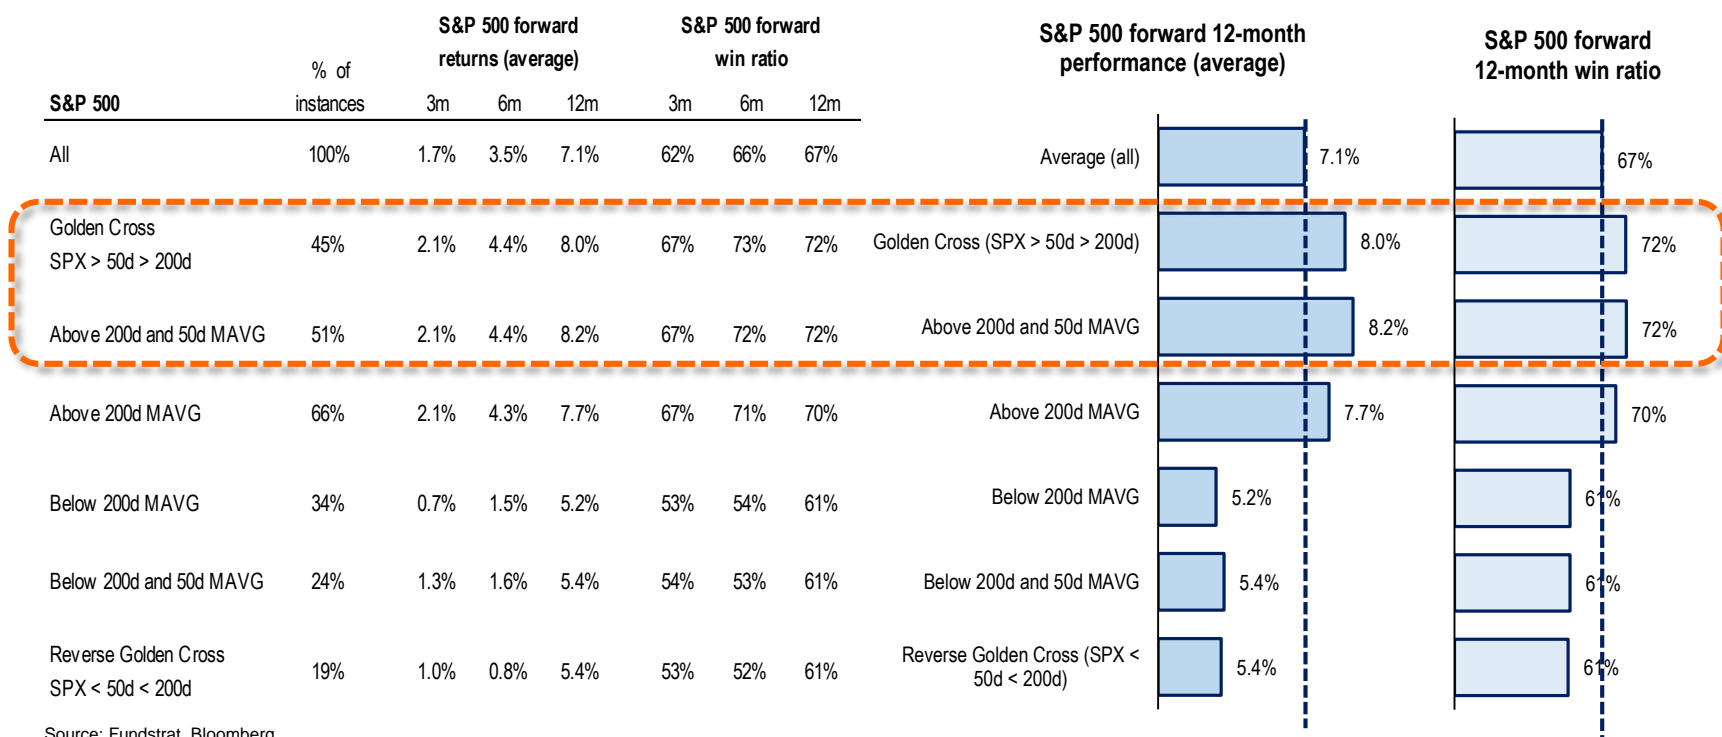 S&P 500 forward returns (average)
S&P 500 forward win ratio
% of instances
S&P 500 3m 6m 12m 3m 6m 12m
All 100% 1.7% 3.5% 7.1% 62% 66% 67%
Golden Cross
SPX > 50d > 200d 45% 2.1% 4.4% 8.0% 67% 73% 72%
Above 200d and 50d MAVG 51% 2.1% 4.4% 8.2% 67% 72% 72%
Above 200d MAVG 66% 2.1% 4.3% 7.7% 67% 71% 70%
Below 200d MAVG 34% 0.7% 1.5% 5.2% 53% 54% 61%
Below 200d and 50d MAVG 24% 1.3% 1.6% 5.4% 54% 53% 61%
Reverse Golden Cross
SPX < 50d < 200d 19% 1.0% 0.8% 5.4% 53% 52% 61%
Source: Fundstrat, Bloomberg
S&P 500 forward 12-month
performance (average)
Average (all) 7.1%
Golden Cross (SPX > 50d > 200d) 8.0%
Above 200d and 50d MAVG 8.2%
Above 200d MAVG 7.7%
Below 200d MAVG 5.2%
Below 200d and 50d MAVG 5.4%
Reverse Golden Cross (SPX <
50d < 200d) 5.4%
S&P 500 forward
12-month win ratio
67%
72%
72%
70%
61%
61%
61%